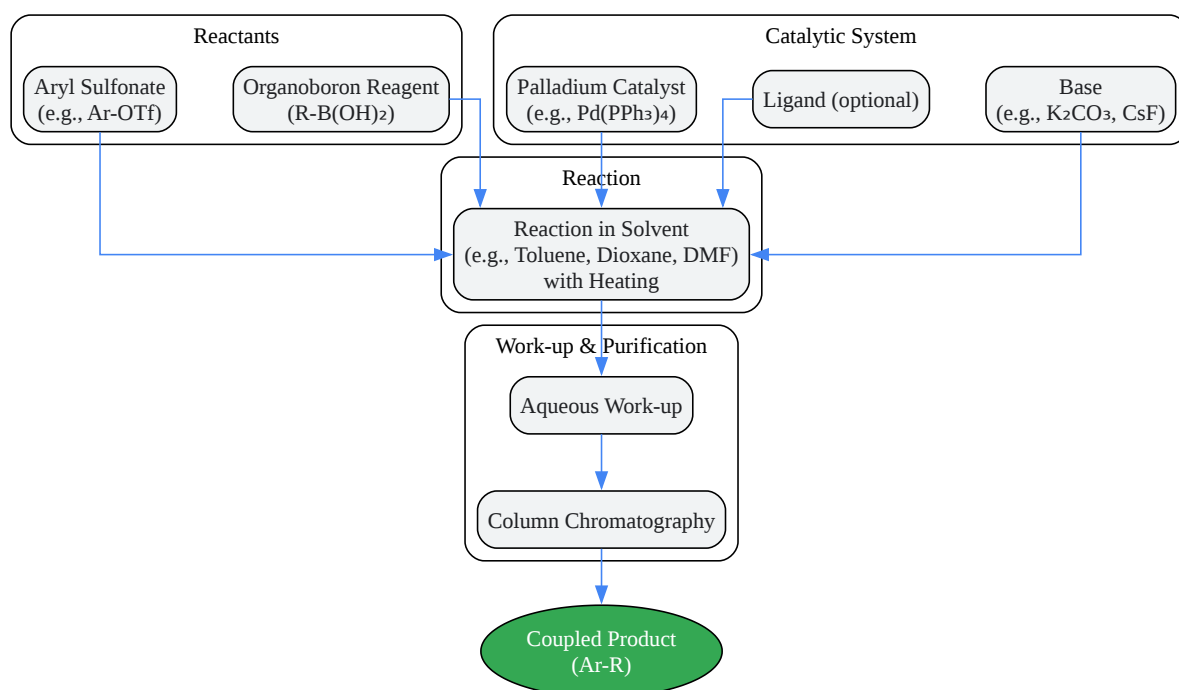 Reactants
Aryl Sulfonate
(e.g., Ar-OTf)
Organoboron Reagent
(R-B(OH)₂)
Catalytic System
Palladium Catalyst
(e.g., Pd(PPh₃)₄)
Ligand (optional)
Base
(e.g., K₂CO₃, CsF)
Reaction
Reaction in Solvent
(e.g., Toluene, Dioxane, DMF)
with Heating
Work-up & Purification
Aqueous Work-up
Column Chromatography
Coupled Product
(Ar-R)